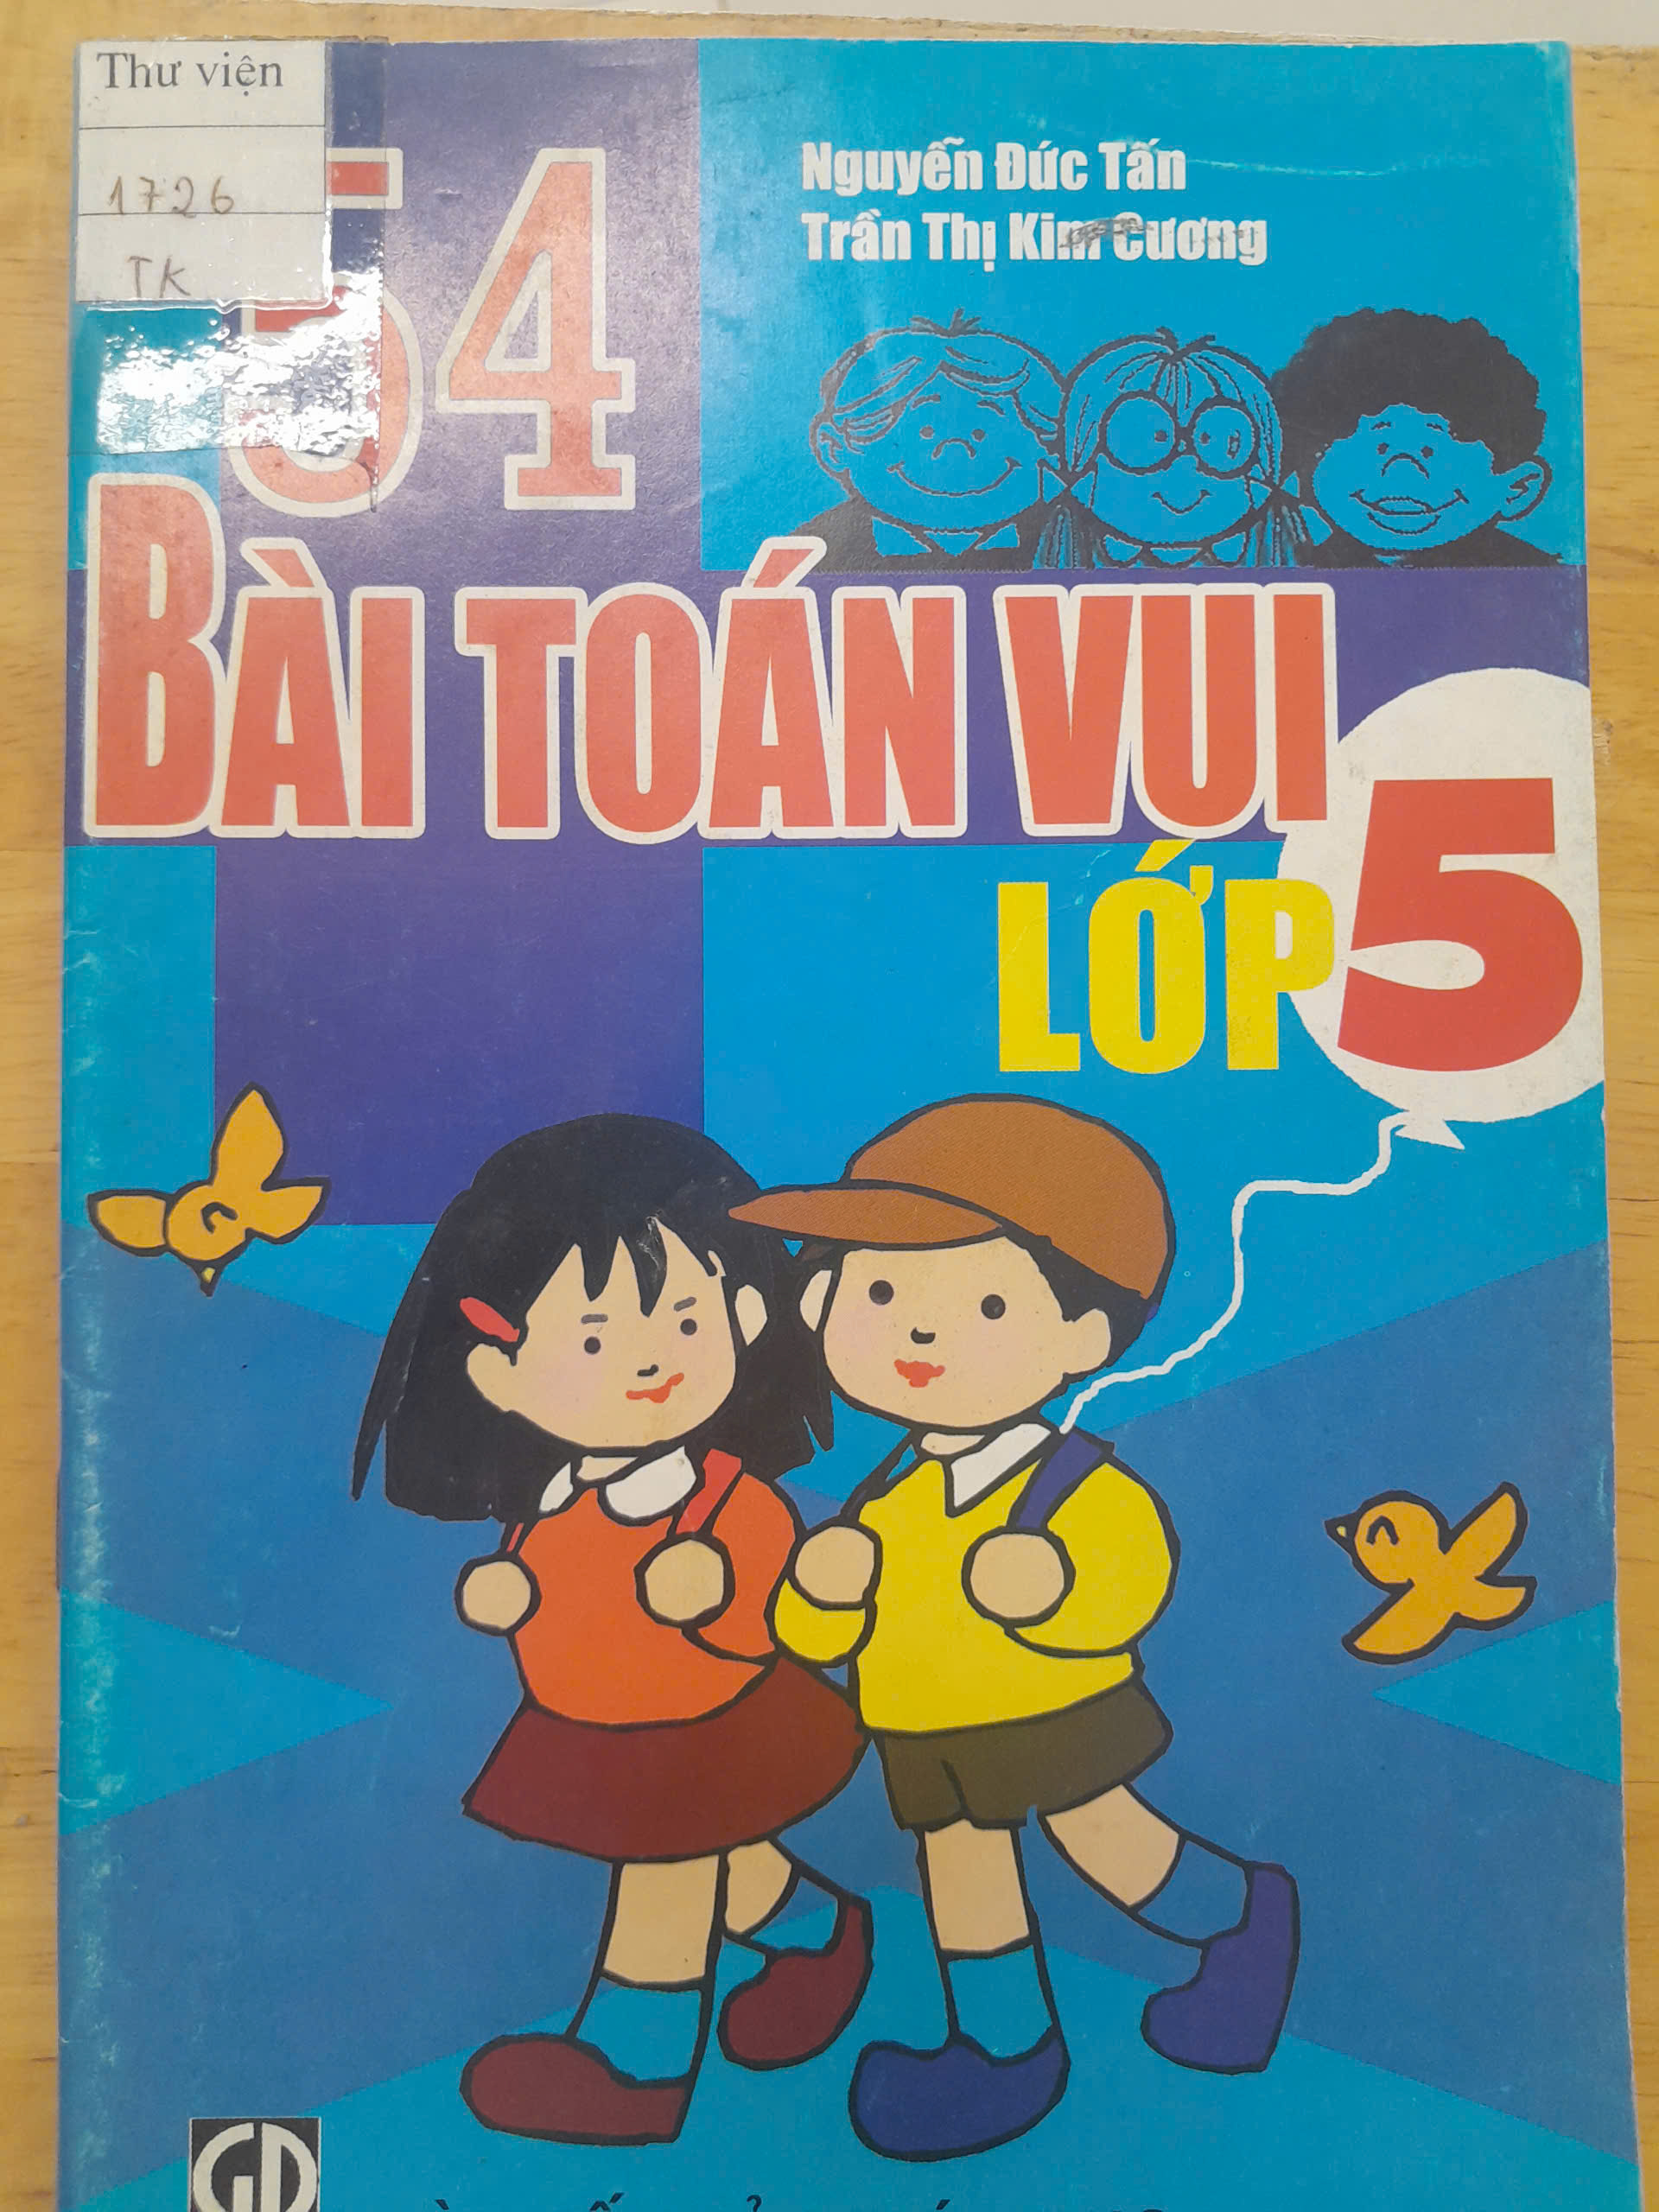 Thư viện
1726
TK
Nguyễn Đức Tấn
Trần Thị Kim Cương
54
BÀI TOÁN VUI
LỚP 5
GD